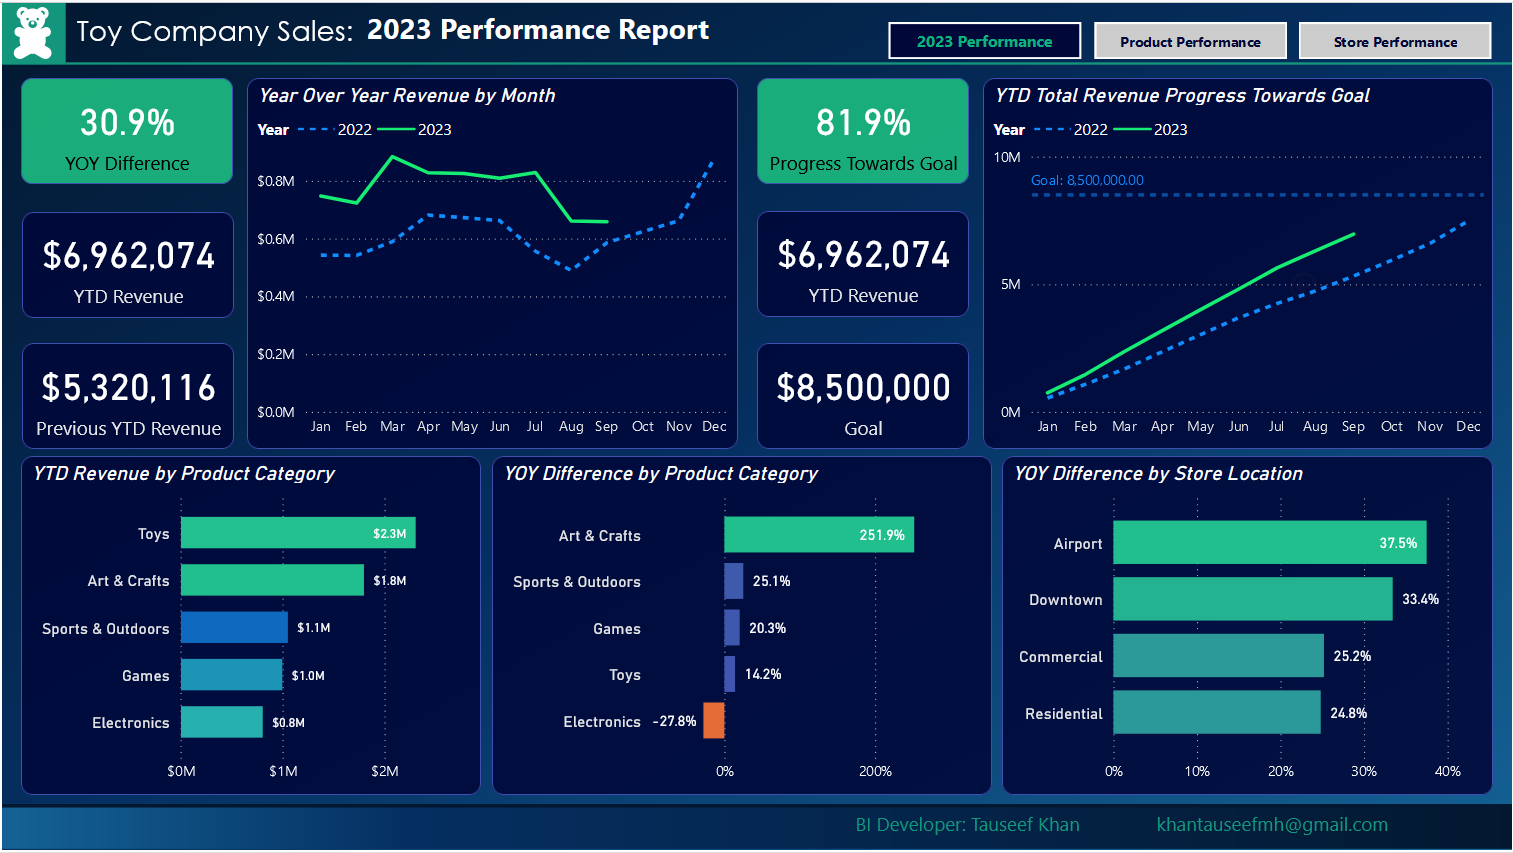 Toy Company Sales: 2023 Performance Report
2023 Performance
Product Performance
Store Performance
30.9%
YOY Difference
$6,962,074
YTD Revenue
$5,320,116
Previous YTD Revenue
Year Over Year Revenue by Month
Year 2022 2023
$0.8M
$0.6M
$0.4M
$0.2M
$0.0M
Jan Feb Mar Apr May Jun Jul Aug Sep Oct Nov Dec
81.9%
Progress Towards Goal
$6,962,074
YTD Revenue
$8,500,000
Goal
YTD Total Revenue Progress Towards Goal
Year 2022 2023
10M
Goal: 8,500,000.00
5M
0M
Jan Feb Mar Apr May Jun Jul Aug Sep Oct Nov Dec
YTD Revenue by Product Category
Toys $2.3M
Art & Crafts $1.8M
Sports & Outdoors $1.1M
Games $1.0M
Electronics $0.8M
$0M $1M $2M
YOY Difference by Product Category
Art & Crafts 251.9%
Sports & Outdoors 25.1%
Games 20.3%
Toys 14.2%
Electronics -27.8%
0% 200%
YOY Difference by Store Location
Airport 37.5%
Downtown 33.4%
Commercial 25.2%
Residential 24.8%
0% 10% 20% 30% 40%
BI Developer: Tauseef Khan
khantauseefmh@gmail.com